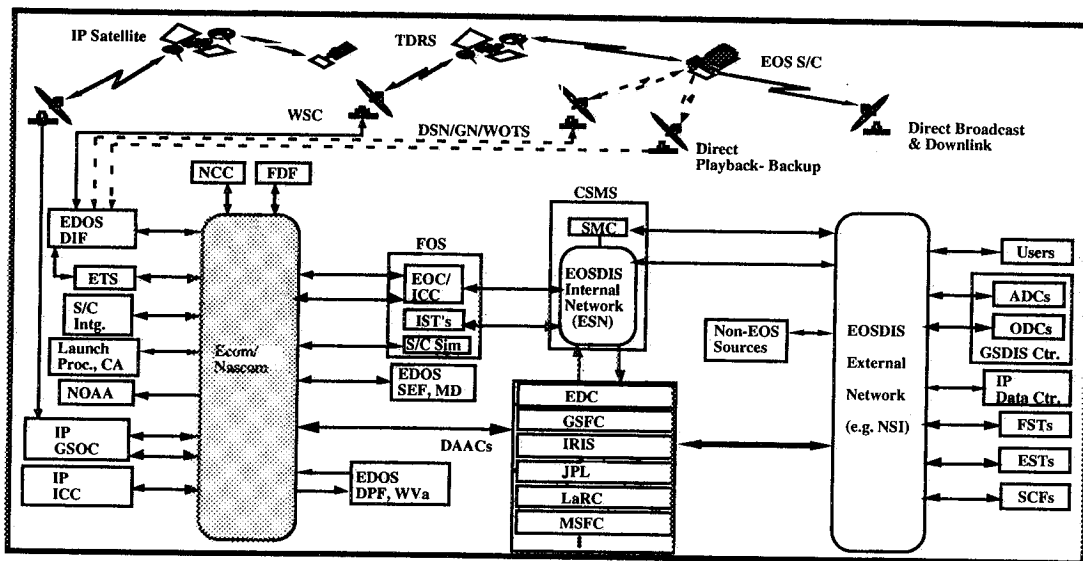 IP Satellite
TDRS
EOS S/C
WSC
DSN/GN/WOTS
Direct
Playback- Backup
Direct Broadcast
& Downlink
NCC
FDF
EDOS
DIF
ETS
S/C
Intg.
Launch
Proc., CA
NOAA
IP
GSOC
IP
ICC
Ecom/
Nascom
FOS
EOC/
ICC
IST's
S/C Sim
EDOS
SEF, MD
DAACs
EDOS
DPF, WVa
CSMS
SMC
EOSDIS
Internal
Network
(ESN)
EDC
GSFC
IRIS
JPL
LaRC
MSFC
Non-EOS
Sources
EOSDIS
External
Network
(e.g. NSI)
Users
ADCs
ODCs
GSDIS Ctr.
IP
Data Ctr.
FSTs
ESTs
SCFs